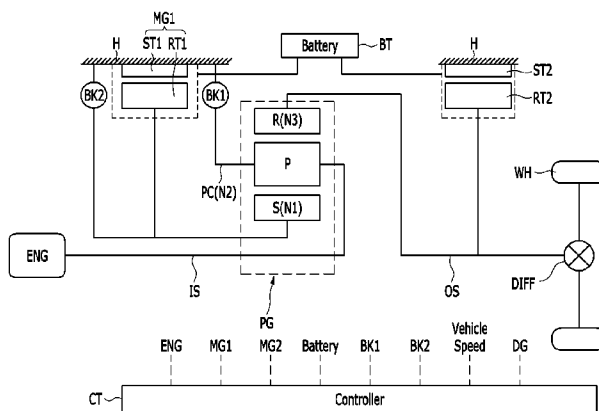 MG1
H
ST1 RT1
Battery
BT
H
ST2
RT2
BK2
BK1
R(N3)
P
PC(N2)
S(N1)
WH
ENG
IS
OS
DIFF
PG
ENG
MG1
MG2
Battery
BK1
BK2
Vehicle
Speed
DG
CT
Controller